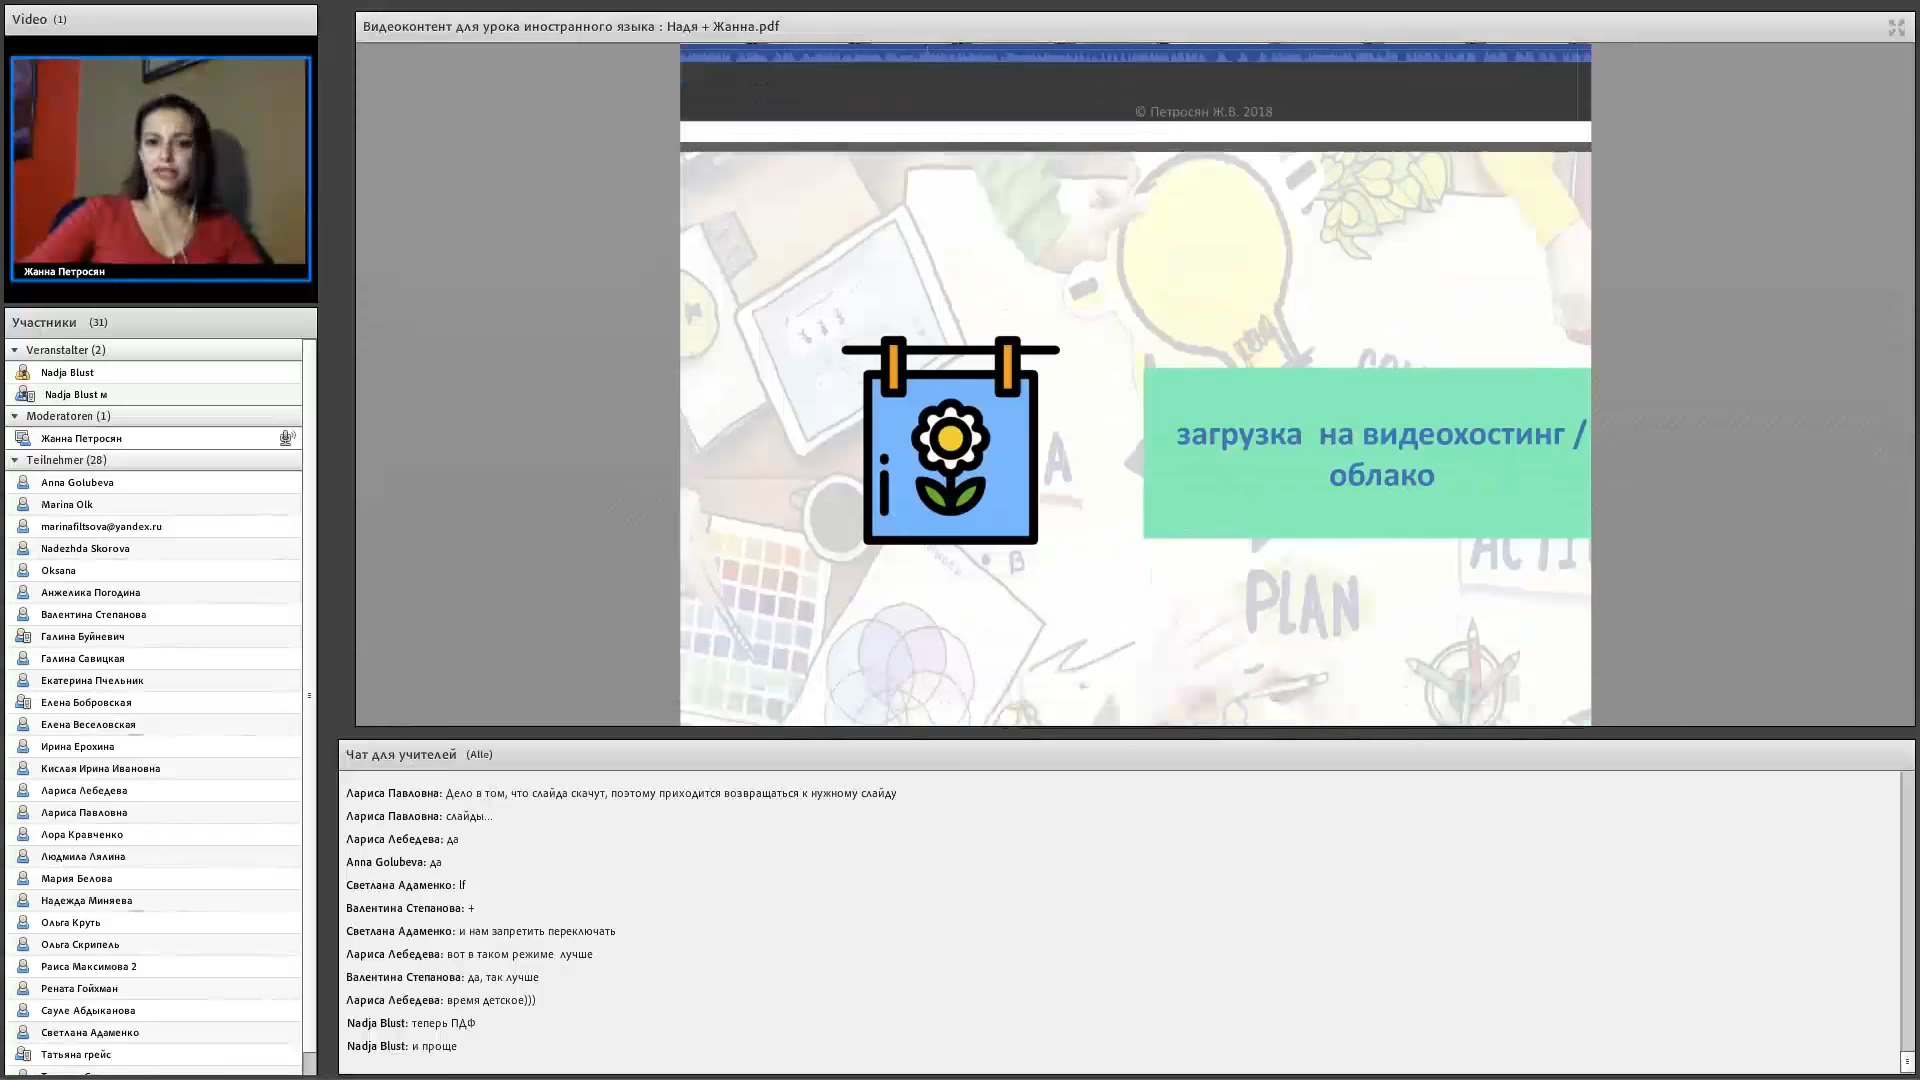 Video (1)
Жанна Петросян
Участники (31)
Veranstalter (2)
Nadja Blust
Nadja Blust м
Moderatoren (1)
Жанна Петросян
Teilnehmer (28)
Anna Golubeva
Marina Olk
marinafiltsova@yandex.ru
Nadezhda Skorova
Oksana
Анжелика Погодина
Валентина Степанова
Галина Буйневич
Галина Савицкая
Екатерина Пчельник
Елена Бобровская
Елена Веселовская
Ирина Ерохина
Кислая Ирина Ивановна
Лариса Лебедева
Лариса Павловна
Лора Кравченко
Людмила Лялина
Мария Белова
Надежда Миняева
Ольга Круть
Ольга Скрипель
Раиса Максимова 2
Рената Гойхман
Сауле Абдыканова
Светлана Адаменко
Татьяна грейс
Видеоконтент для урока иностранного языка : Надя + Жанна.pdf
© Петросян Ж.В. 2018
загрузка на видеохостинг /
облако
A
B
PLAN
ACTI
Чат для учителей (Alle)
Лариса Павловна: Дело в том, что слайда скачут, поэтому приходится возвращаться к нужному слайду
Лариса Павловна: слайды...
Лариса Лебедева: да
Anna Golubeva: да
Светлана Адаменко: lf
Валентина Степанова: +
Светлана Адаменко: и нам запретить переключать
Лариса Лебедева: вот в таком режиме лучше
Валентина Степанова: да, так лучше
Лариса Лебедева: время детское)))
Nadja Blust: теперь ПДФ
Nadja Blust: и проще